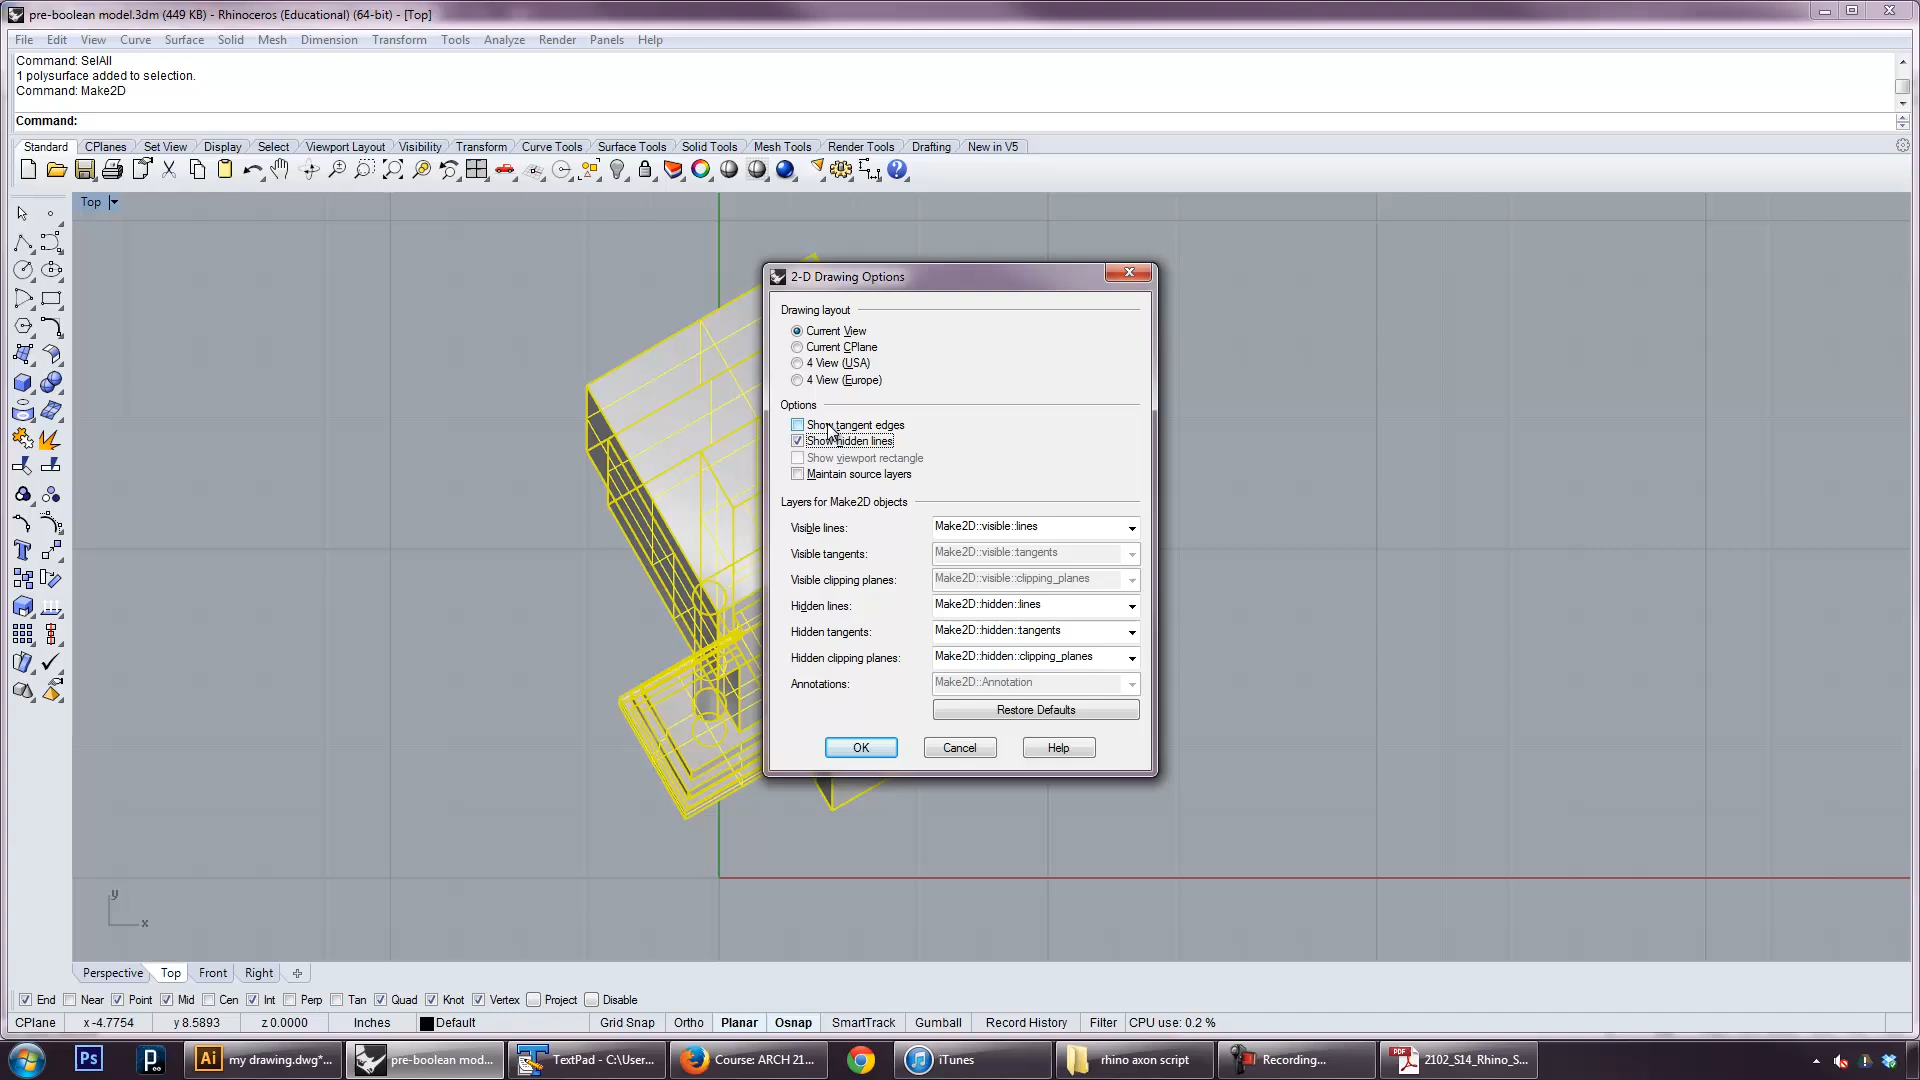 pre-boolean model.3dm (449 KB) - Rhinoceros (Educational) (64-bit) - [Top]
File Edit View Curve Surface Solid Mesh Dimension Transform Tools Analyze Render Panels Help
Command: SelAll
1 polysurface added to selection.
Command: Make2D
Command:
Standard CPlanes Set View Display Select Viewport Layout Visibility Transform Curve Tools Surface Tools Solid Tools Mesh Tools Render Tools Drafting New in V5
Top
2-D Drawing Options
Drawing layout
Current View
Current CPlane
4 View (USA)
4 View (Europe)
Options
Show tangent edges
Show hidden lines
Show viewport rectangle
Maintain source layers
Layers for Make2D objects
Visible lines: Make2D::visible::lines
Visible tangents: Make2D::visible::tangents
Visible clipping planes: Make2D::visible::clipping_planes
Hidden lines: Make2D::hidden::lines
Hidden tangents: Make2D::hidden::tangents
Hidden clipping planes: Make2D::hidden::clipping_planes
Annotations: Make2D::Annotation
Restore Defaults
OK Cancel Help
y
x
Perspective Top Front Right
End Near Point Mid Cen Int Perp Tan Quad Knot Vertex Project Disable
CPlane x -4.7754 y 8.5893 z 0.0000 Inches Default Grid Snap Ortho Planar Osnap SmartTrack Gumball Record History Filter CPU use: 0.2 %
Ps p Ai my drawing.dwg*... pre-boolean mod... TextPad - C:\User... Course: ARCH 21... iTunes rhino axon script Recording... PDF 2102_S14_Rhino_S...